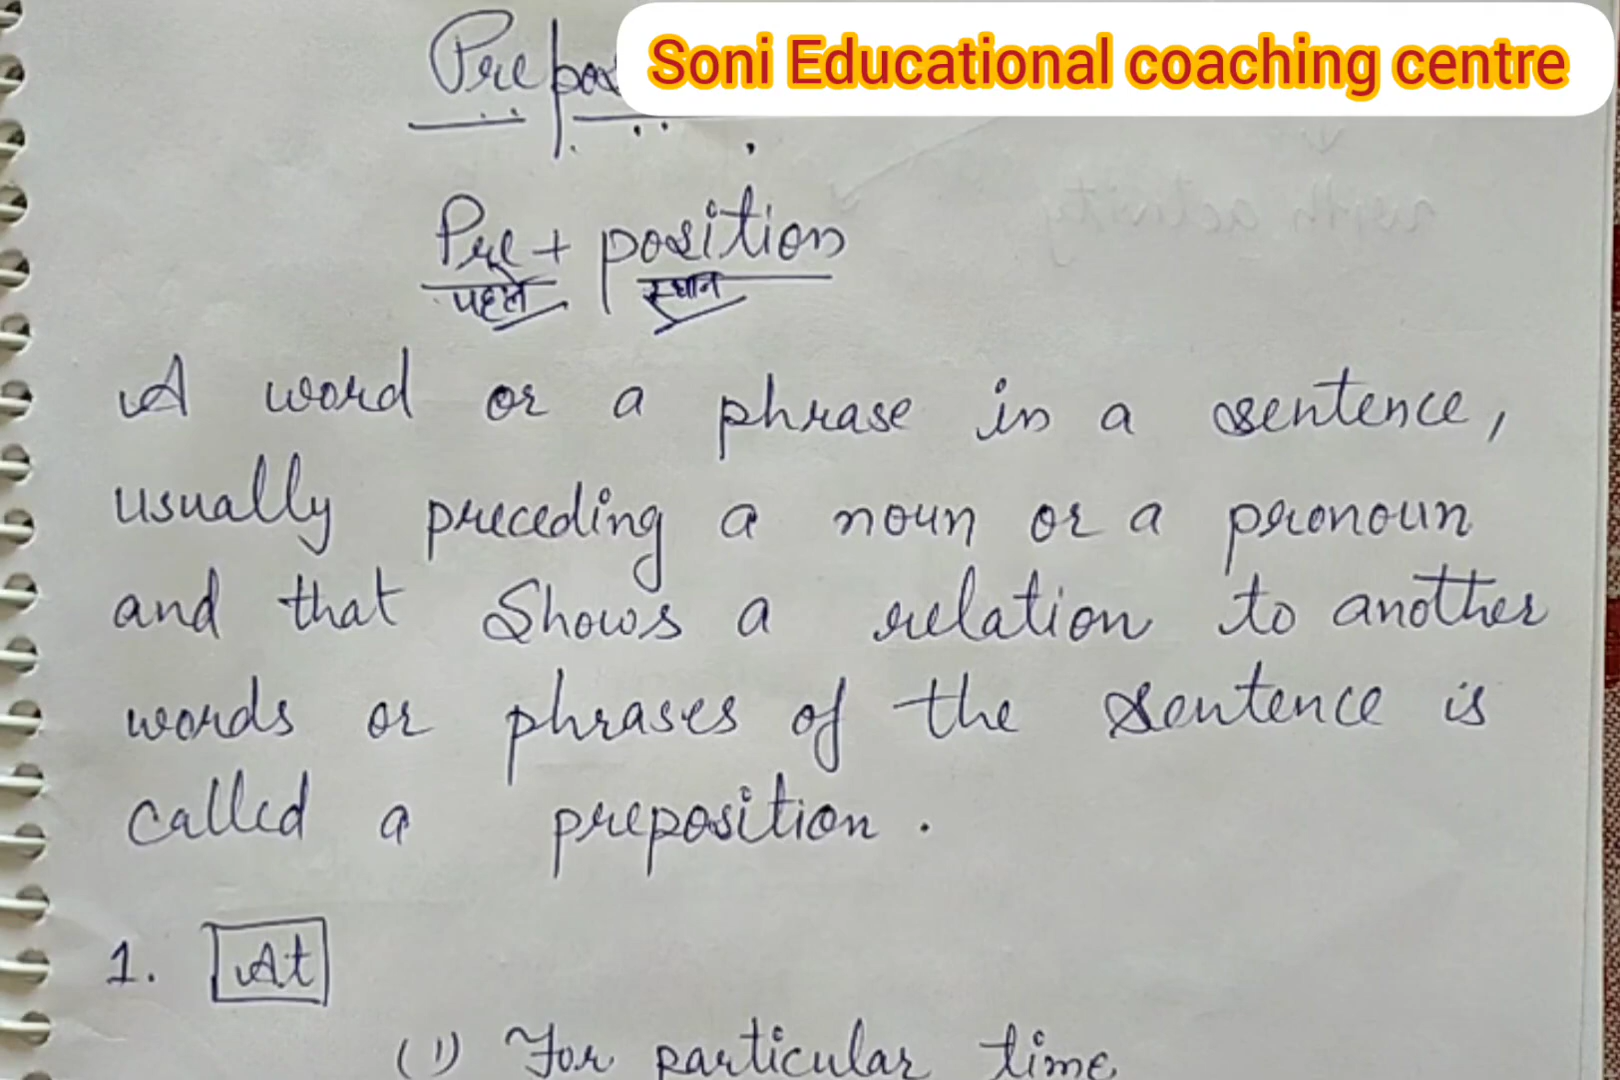 Soni Educational coaching centre
Pre + position
पहले स्थान
A word or a phrase in a sentence,
usually preceding a noun or a pronoun
and that shows a relation to another
words or phrases of the sentence is
called a preposition.
1. At
(1) For particular time